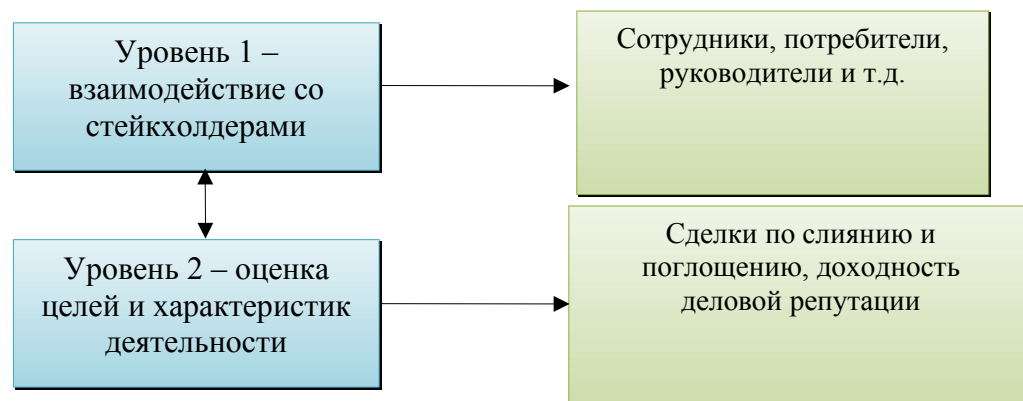 Уровень 1 –
взаимодействие со
стейкхолдерами
Сотрудники, потребители,
руководители и т.д.
Уровень 2 – оценка
целей и характеристик
деятельности
Сделки по слиянию и
поглощению, доходность
деловой репутации